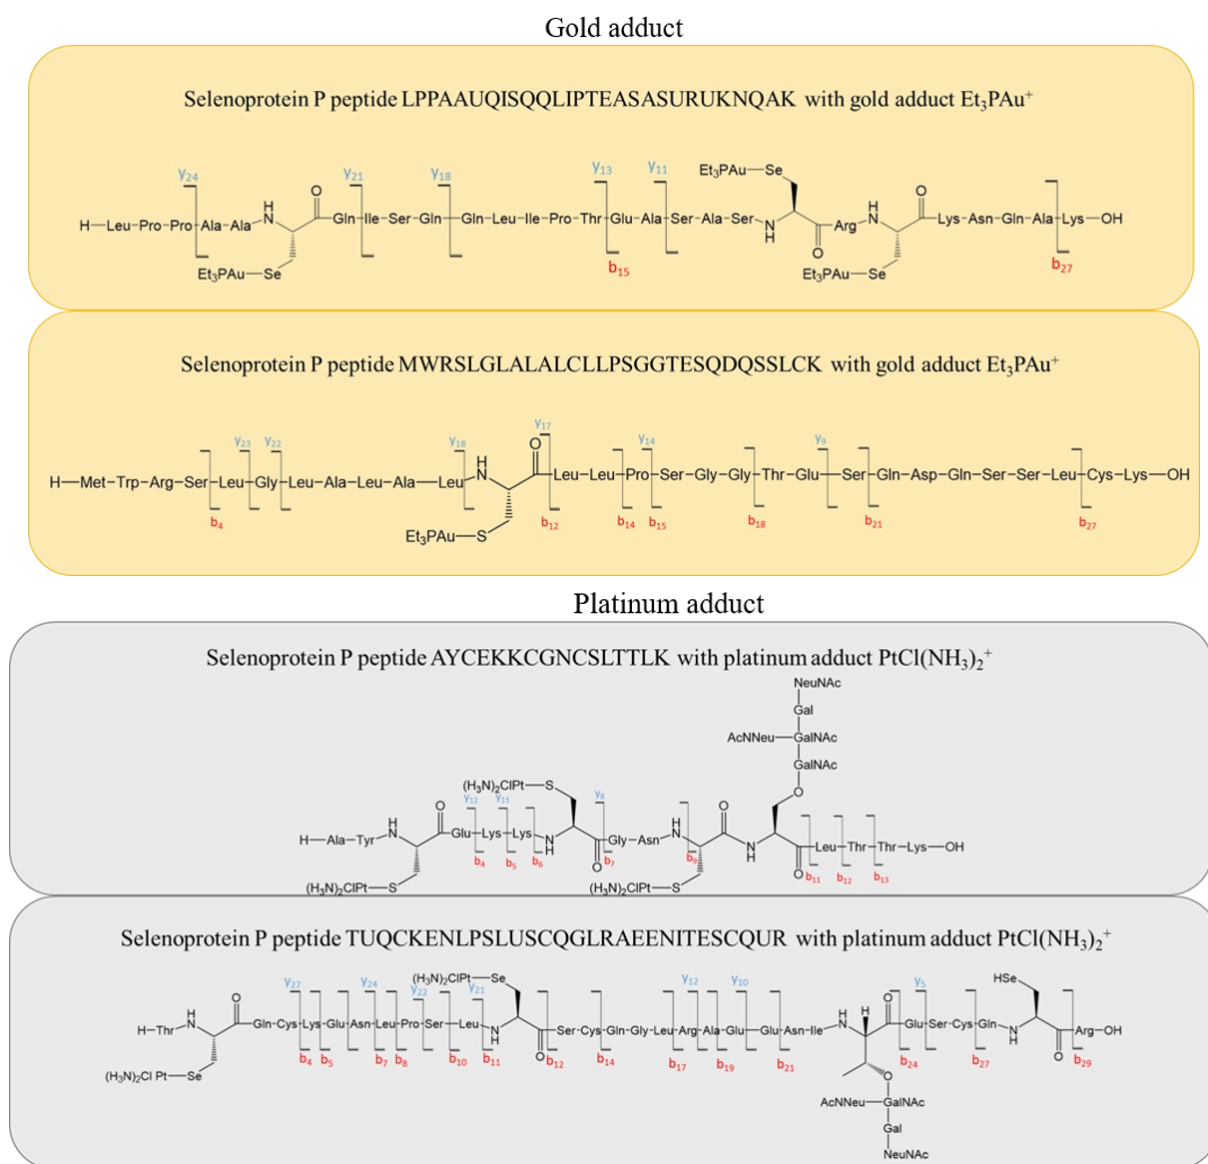 Gold adduct
Selenoprotein P peptide LPPAAUQISQQLIPTEASASURUKNQAK with gold adduct Et₃PAu⁺
y₂₄ y₂₁ y₁₈ y₁₃ y₁₁ Et₃PAu—Se
O H N O H N
H—Leu-Pro-Pro-Ala-Ala- Gln-Ile-Ser-Gln-Gln-Leu-Ile-Pro-Thr-Glu-Ala-Ser-Ala-Ser- N H Arg Lys-Asn-Gln-Ala-Lys—OH
O
Et₃PAu—Se b₁₅ Et₃PAu—Se b₂₇
Selenoprotein P peptide MWRSLGLALALCLLPSGGTESQDQSSLCK with gold adduct Et₃PAu⁺
y₂₃ y₂₂ y₁₈ y₁₇ y₁₄ y₉
H N O
H—Met-Trp-Arg-Ser-Leu-Gly-Leu-Ala-Leu-Ala—Leu Leu-Leu-Pro-Ser-Gly-Gly-Thr-Glu—Ser-Gln-Asp-Gln-Ser-Ser-Leu-Cys-Lys—OH
b₄ b₁₂ b₁₄ b₁₅ b₁₈ b₂₁ b₂₇
Et₃PAu—S
Platinum adduct
Selenoprotein P peptide AYCEKKCGNCSLTTLK with platinum adduct PtCl(NH₃)₂⁺
NeuNAc
Gal
AcNNeu—GalNAc
GalNAc
(H₃N)₂ClPt—S O
y₁₂ y₁₁ y₈
O H N H N O
H—Ala-Tyr Glu-Lys-Lys N H Gly-Asn N H Leu-Thr-Thr-Lys—OH
b₄ b₅ b₆ O b₇ b₉ O b₁₁ b₁₂ b₁₃
(H₃N)₂ClPt—S (H₃N)₂ClPt—S
Selenoprotein P peptide TUQCKENLPSLUSCQGLRAEENITESCQUR with platinum adduct PtCl(NH₃)₂⁺
(H₃N)₂ClPt—Se HSe
y₂₇ y₂₄ y₂₂ y₂₁ y₁₂ y₁₀ y₅
H N O H N H O
H—Thr Gln-Cys-Lys-Glu-Asn-Leu-Pro-Ser—Leu N H Ser-Cys-Gln-Gly-Leu-Arg-Ala-Glu—Glu-Asn-Ile Glu-Ser-Cys-Gln N H Arg—OH
b₄ b₅ b₇ b₈ b₁₀ b₁₁ O b₁₂ b₁₄ b₁₇ b₁₉ b₂₁ b₂₄ b₂₇ O b₂₉
(H₃N)₂Cl Pt—Se O
AcNNeu—GalNAc
Gal
NeuNAc